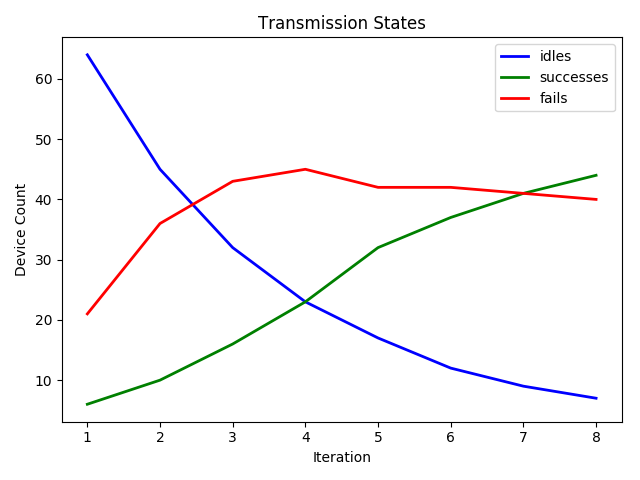 Transmission States
idles
successes
fails
Device Count
60
50
40
30
20
10
1 2 3 4 5 6 7 8
Iteration